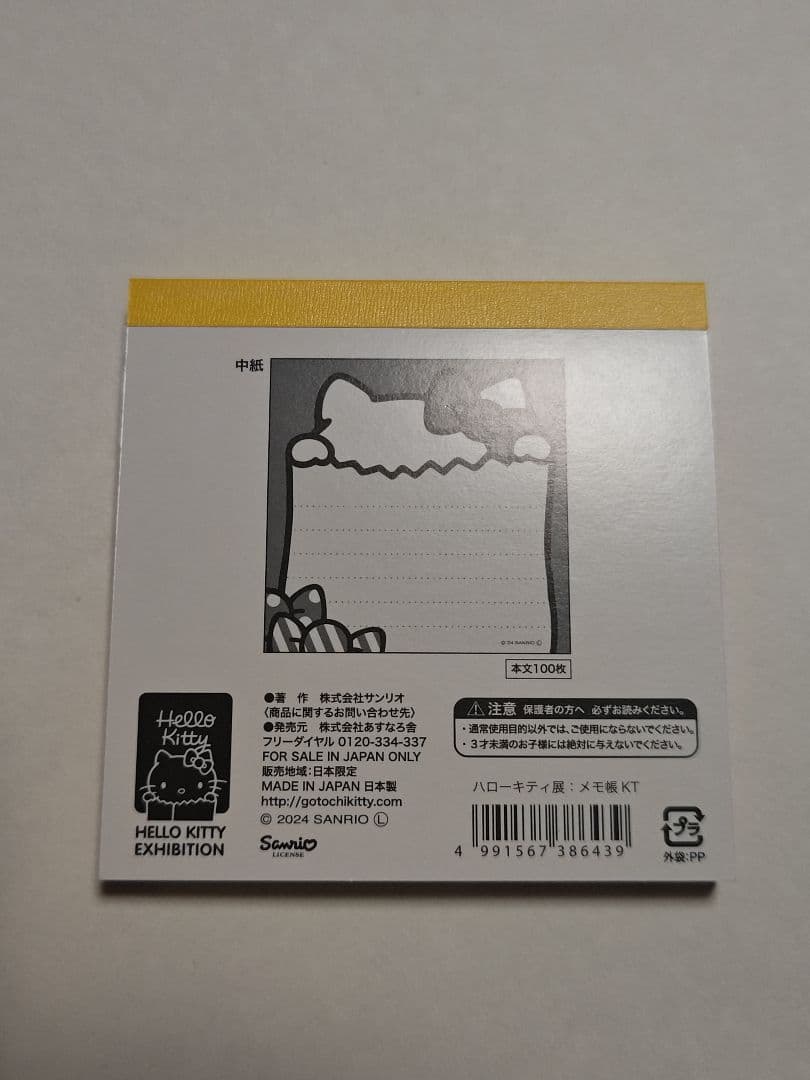 中紙
©'24 SANRIO Ⓛ
本文100枚
Hello
Kitty
HELLO KITTY
EXHIBITION
●著 作 株式会社サンリオ
〈商品に関するお問い合わせ先〉
●発売元 株式会社あすなろ舎
フリーダイヤル 0120-334-337
FOR SALE IN JAPAN ONLY
販売地域:日本限定
MADE IN JAPAN 日本製
http://gotochikitty.com
© 2024 SANRIO Ⓛ
Sanrio
LICENSE
注意 保護者の方へ 必ずお読みください。
・通常使用目的以外では、ご使用にならないでください。
・3才未満のお子様には絶対に与えないでください。
ハローキティ展:メモ帳 KT
4 991567 386439
プラ
外袋:PP